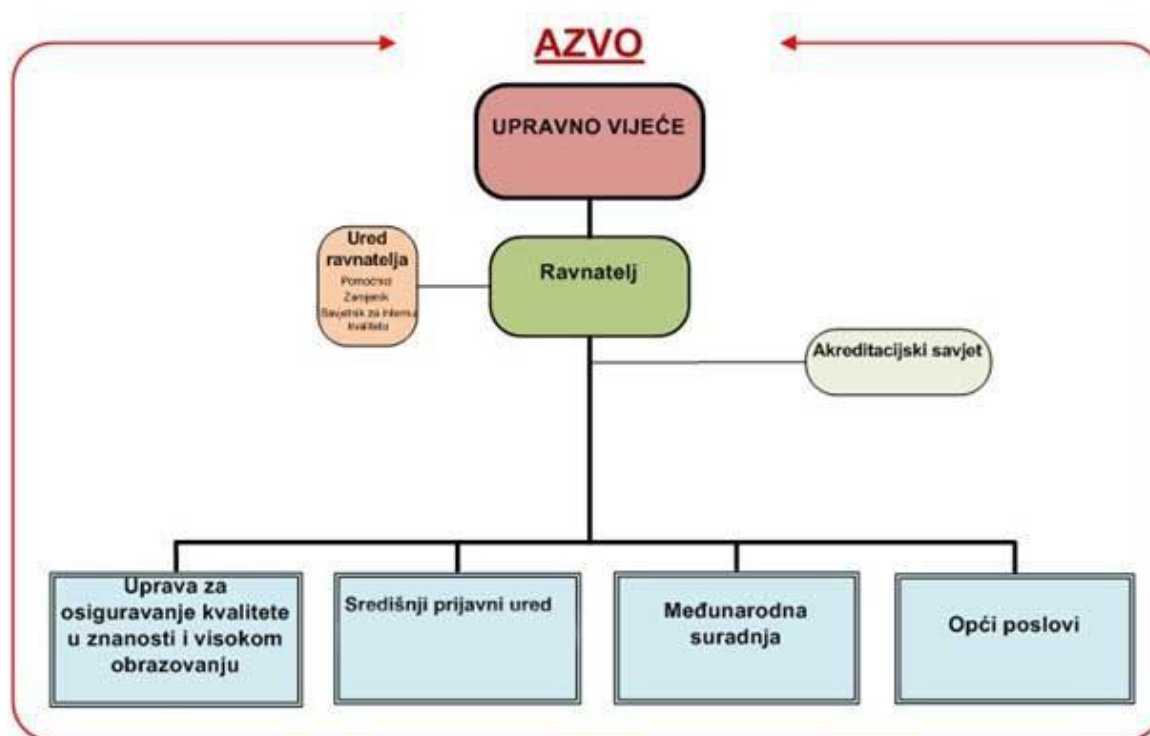 AZVO
UPRAVNO VIJEĆE
Ured
ravnatelja
Pomoćnici
Zamjenik
Savjetnik za internu
kvalitetu
Ravnatelj
Akreditacijski savjet
Uprava za
osiguravanje kvalitete
u znanosti i visokom
obrazovanju
Središnji prijavni ured
Međunarodna
suradnja
Opći poslovi